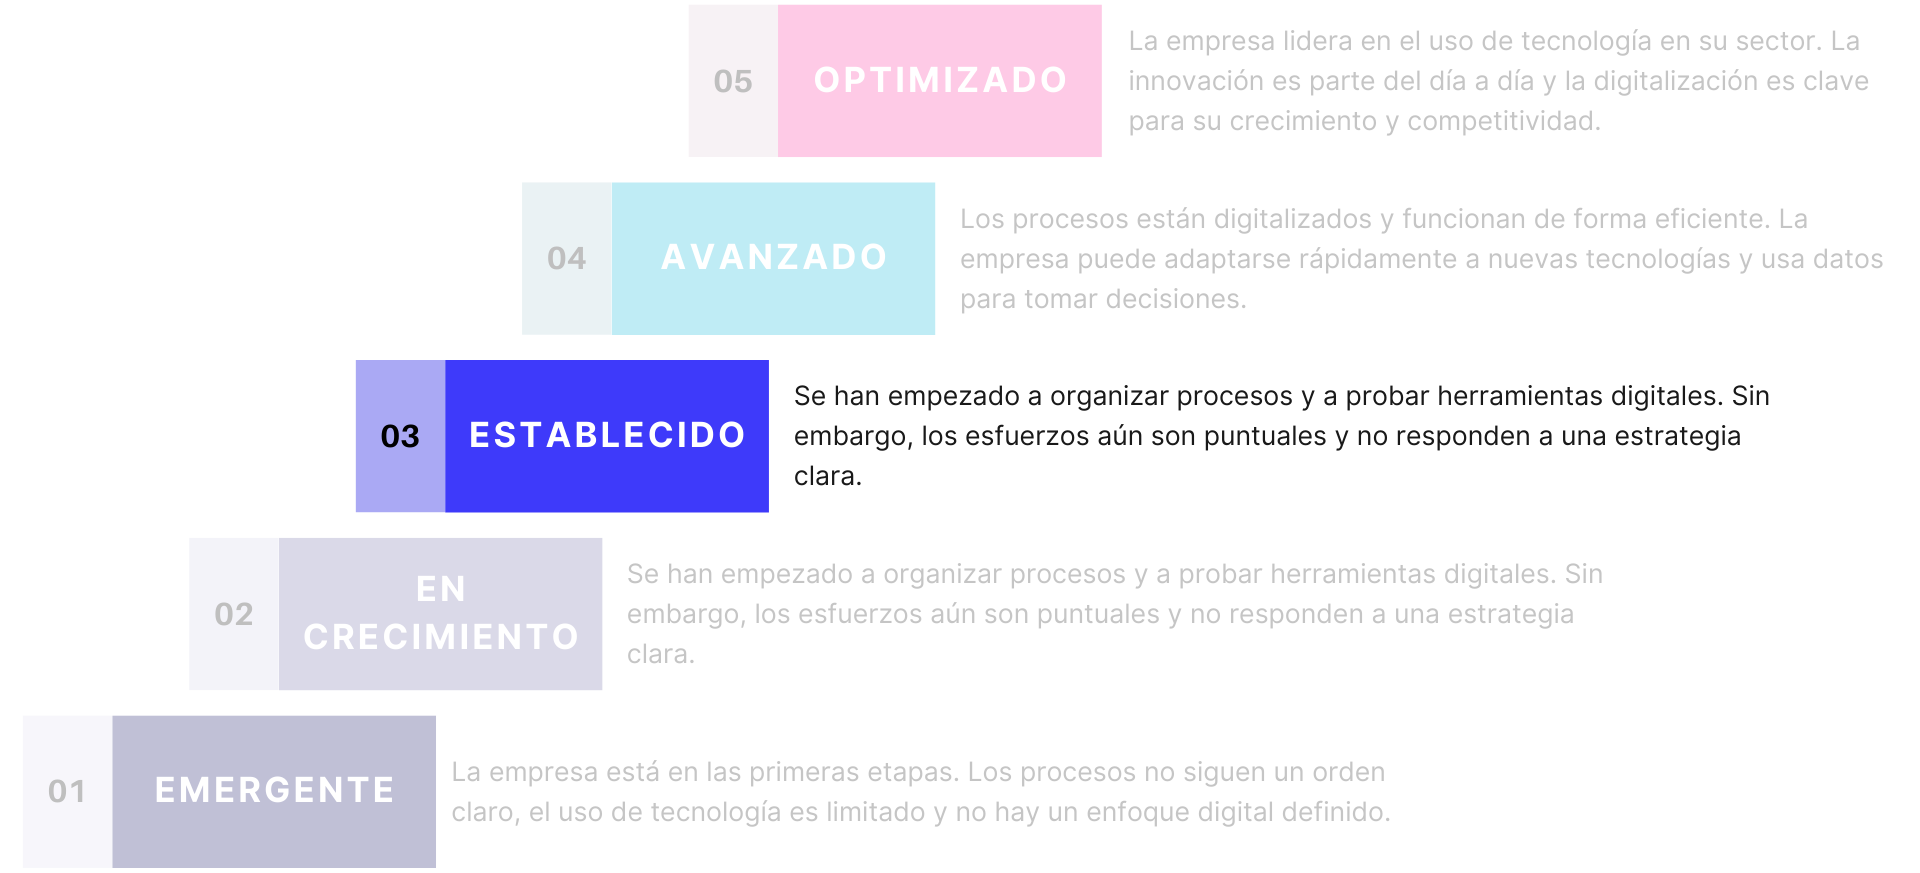 05
OPTIMIZADO
La empresa lidera en el uso de tecnología en su sector. La
innovación es parte del día a día y la digitalización es clave
para su crecimiento y competitividad.
04
AVANZADO
Los procesos están digitalizados y funcionan de forma eficiente. La
empresa puede adaptarse rápidamente a nuevas tecnologías y usa datos
para tomar decisiones.
03
ESTABLECIDO
Se han empezado a organizar procesos y a probar herramientas digitales. Sin
embargo, los esfuerzos aún son puntuales y no responden a una estrategia
clara.
02
EN
CRECIMIENTO
Se han empezado a organizar procesos y a probar herramientas digitales. Sin
embargo, los esfuerzos aún son puntuales y no responden a una estrategia
clara.
01
EMERGENTE
La empresa está en las primeras etapas. Los procesos no siguen un orden
claro, el uso de tecnología es limitado y no hay un enfoque digital definido.